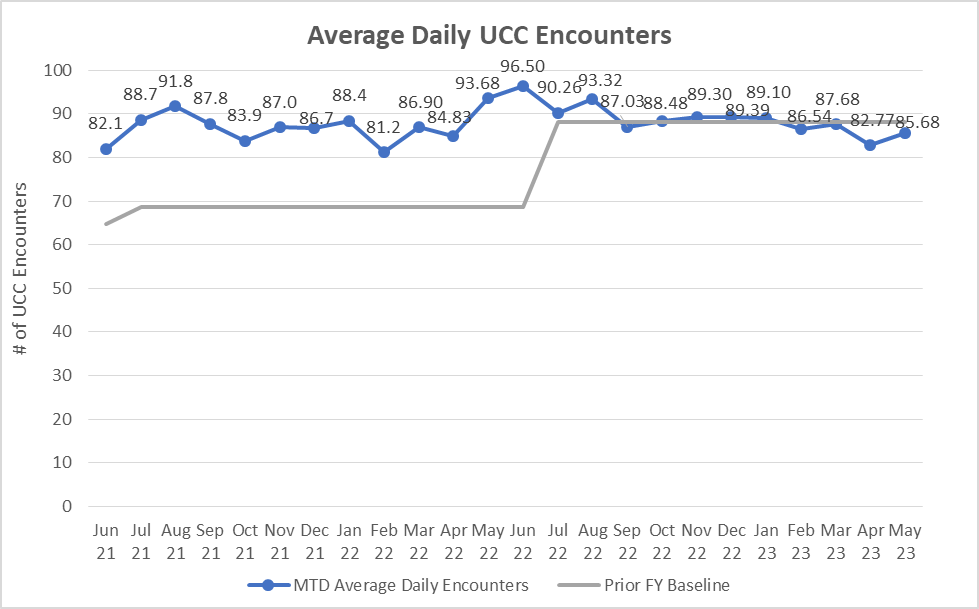 Average Daily UCC Encounters
# of UCC Encounters
100
90
80
70
60
50
40
30
20
10
0
82.1 88.7 91.8 87.8 83.9 87.0 86.7 88.4 81.2 86.90 84.83 93.68 96.50 90.26 93.32 87.03 88.48 89.30 89.39 89.10 86.54 87.68 82.77 85.68
Jun Jul Aug Sep Oct Nov Dec Jan Feb Mar Apr May Jun Jul Aug Sep Oct Nov Dec Jan Feb Mar Apr May
21 21 21 21 21 21 21 22 22 22 22 22 22 22 22 22 22 22 22 23 23 23 23 23
MTD Average Daily Encounters Prior FY Baseline